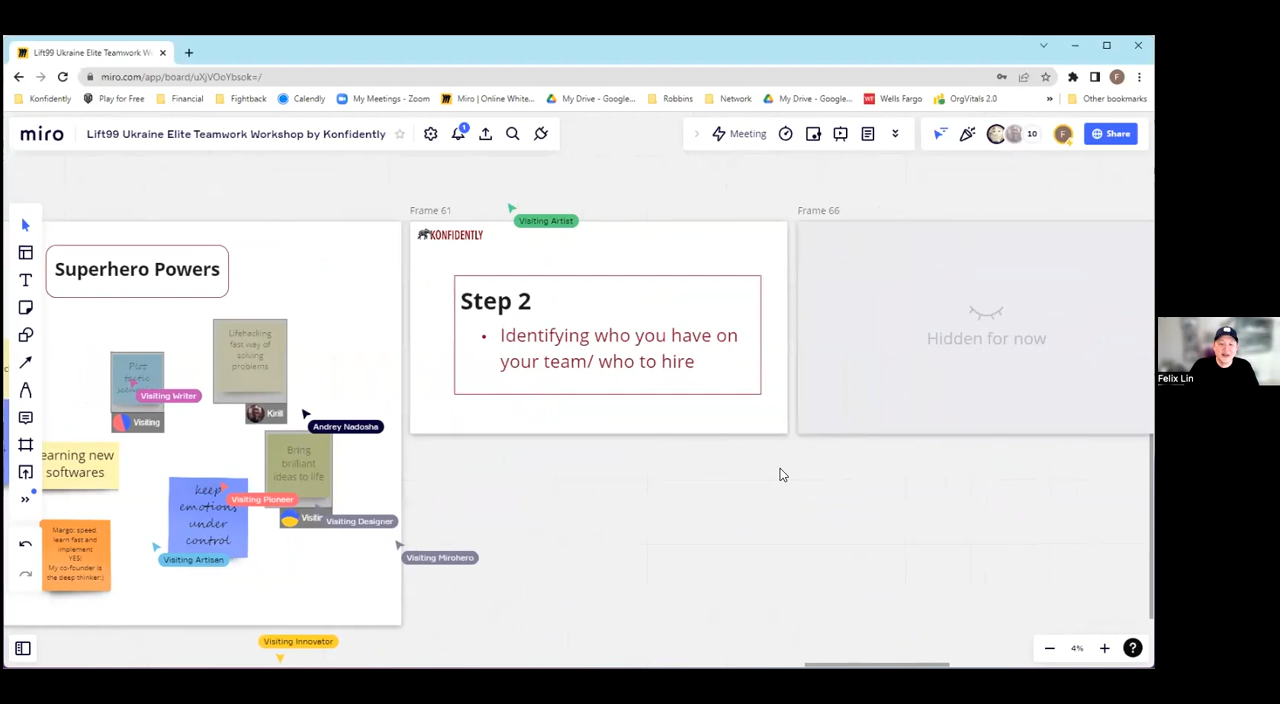 Lift99 Ukraine Elite Teamwork W
miro.com/app/board/uXjVOoYbsok=/
Konfidently Play for Free Financial Fightback Calendly My Meetings - Zoom Miro | Online White... My Drive - Google... Robbins Network My Drive - Google... Wells Fargo OrgVitals 2.0 » Other bookmarks
miro Lift99 Ukraine Elite Teamwork Workshop by Konfidently 1 Meeting 10 F Share
Frame 61
Frame 66
Visiting Artist
KONFIDENTLY
Superhero Powers
Step 2
• Identifying who you have on
your team/ who to hire
Hidden for now
Lifehacking
fast way of
solving
problems
Visiting Writer
Visiting
Kirill
Andrey Nadosha
earning new
softwares
Bring
brilliant
ideas to life
keep
emotions
under
control
Visiting Pioneer
Visiting Designer
Visiting Mirohero
Visiting Artisan
Margo: speed
learn fast and
implement
YES!
My co-founder is
the deep thinker:)
Visiting Innovator
4%
Felix Lin